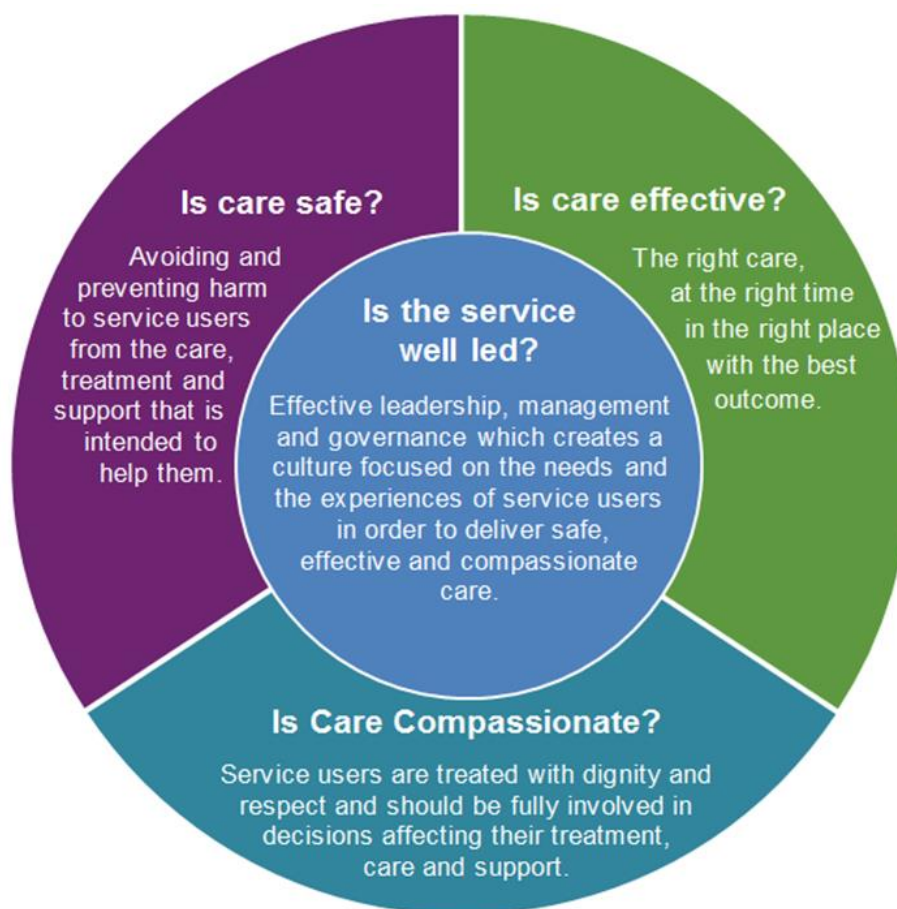 Is care safe?
Avoiding and
preventing harm
to service users
from the care,
treatment and
support that is
intended to
help them.
Is care effective?
The right care,
at the right time
in the right place
with the best
outcome.
Is the service
well led?
Effective leadership, management
and governance which creates a
culture focused on the needs and
the experiences of service users
in order to deliver safe,
effective and compassionate
care.
Is Care Compassionate?
Service users are treated with dignity and
respect and should be fully involved in
decisions affecting their treatment,
care and support.